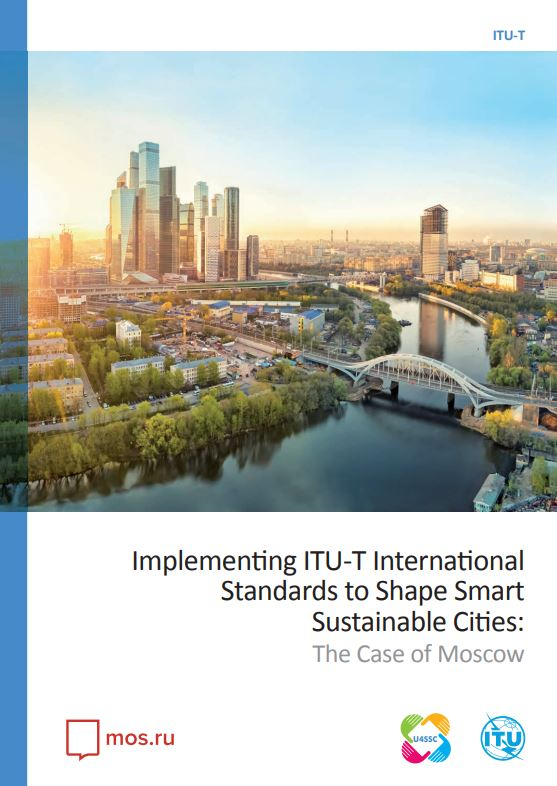 ITU-T
Implementing ITU-T International
Standards to Shape Smart
Sustainable Cities:
The Case of Moscow
mos.ru
U4SSC
ITU